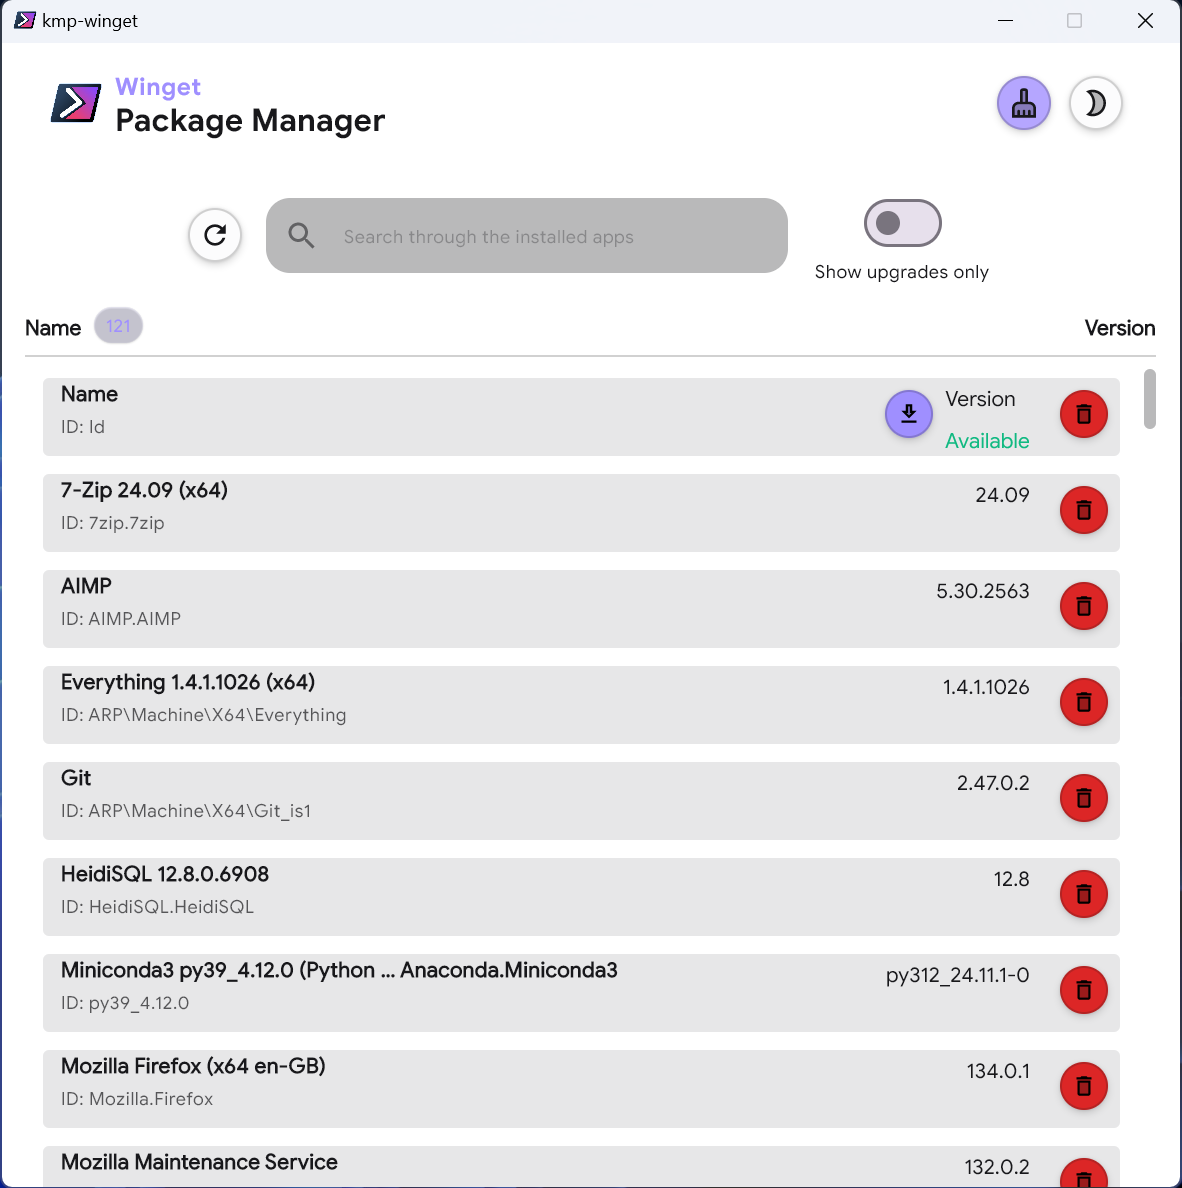 kmp-winget
Winget
Package Manager
Search through the installed apps
Show upgrades only
Name 121 Version
Name
Version
ID: Id
Available
7-Zip 24.09 (x64)
24.09
ID: 7zip.7zip
AIMP
5.30.2563
ID: AIMP.AIMP
Everything 1.4.1.1026 (x64)
1.4.1.1026
ID: ARP\Machine\X64\Everything
Git
2.47.0.2
ID: ARP\Machine\X64\Git_is1
HeidiSQL 12.8.0.6908
12.8
ID: HeidiSQL.HeidiSQL
Miniconda3 py39_4.12.0 (Python ... Anaconda.Miniconda3
py312_24.11.1-0
ID: py39_4.12.0
Mozilla Firefox (x64 en-GB)
134.0.1
ID: Mozilla.Firefox
Mozilla Maintenance Service
132.0.2